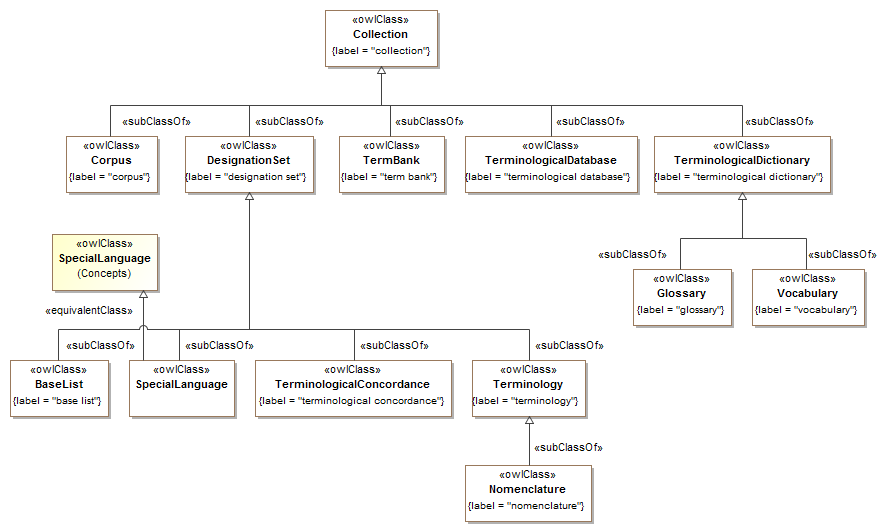 «owlClass»
Collection
{label = "collection"}
«subClassOf» «subClassOf» «subClassOf» «subClassOf» «subClassOf»
«owlClass» «owlClass» «owlClass» «owlClass» «owlClass»
Corpus DesignationSet TermBank TerminologicalDatabase TerminologicalDictionary
{label = "corpus"} {label = "designation set"} {label = "term bank"} {label = "terminological database"} {label = "terminological dictionary"}
«owlClass»
SpecialLanguage
(Concepts)
«subClassOf» «subClassOf»
«owlClass» «owlClass»
Glossary Vocabulary
{label = "glossary"} {label = "vocabulary"}
«equivalentClass»
«subClassOf» «subClassOf» «subClassOf» «subClassOf»
«owlClass» «owlClass» «owlClass» «owlClass»
BaseList SpecialLanguage TerminologicalConcordance Terminology
{label = "base list"} {label = "terminological concordance"} {label = "terminology"}
«subClassOf»
«owlClass»
Nomenclature
{label = "nomenclature"}